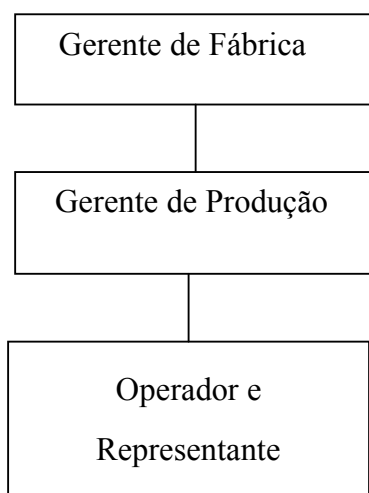 Gerente de Fábrica
Gerente de Produção
Operador e
Representante